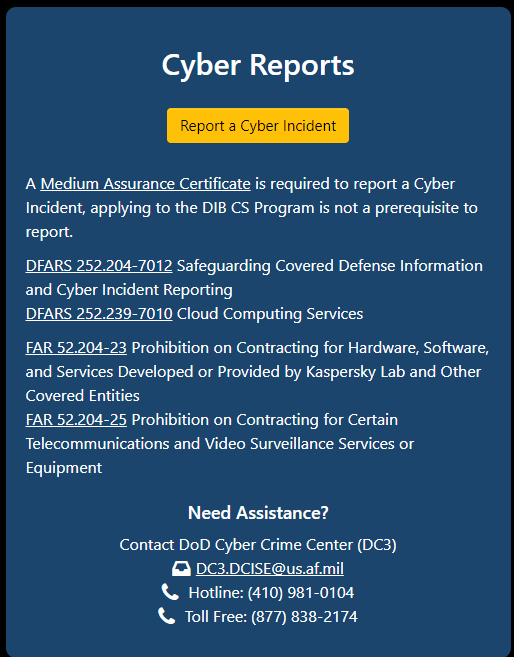 Cyber Reports
Report a Cyber Incident
A Medium Assurance Certificate is required to report a Cyber
Incident, applying to the DIB CS Program is not a prerequisite to
report.
DFARS 252.204-7012 Safeguarding Covered Defense Information
and Cyber Incident Reporting
DFARS 252.239-7010 Cloud Computing Services
FAR 52.204-23 Prohibition on Contracting for Hardware, Software,
and Services Developed or Provided by Kaspersky Lab and Other
Covered Entities
FAR 52.204-25 Prohibition on Contracting for Certain
Telecommunications and Video Surveillance Services or
Equipment
Need Assistance?
Contact DoD Cyber Crime Center (DC3)
DC3.DCISE@us.af.mil
Hotline: (410) 981-0104
Toll Free: (877) 838-2174